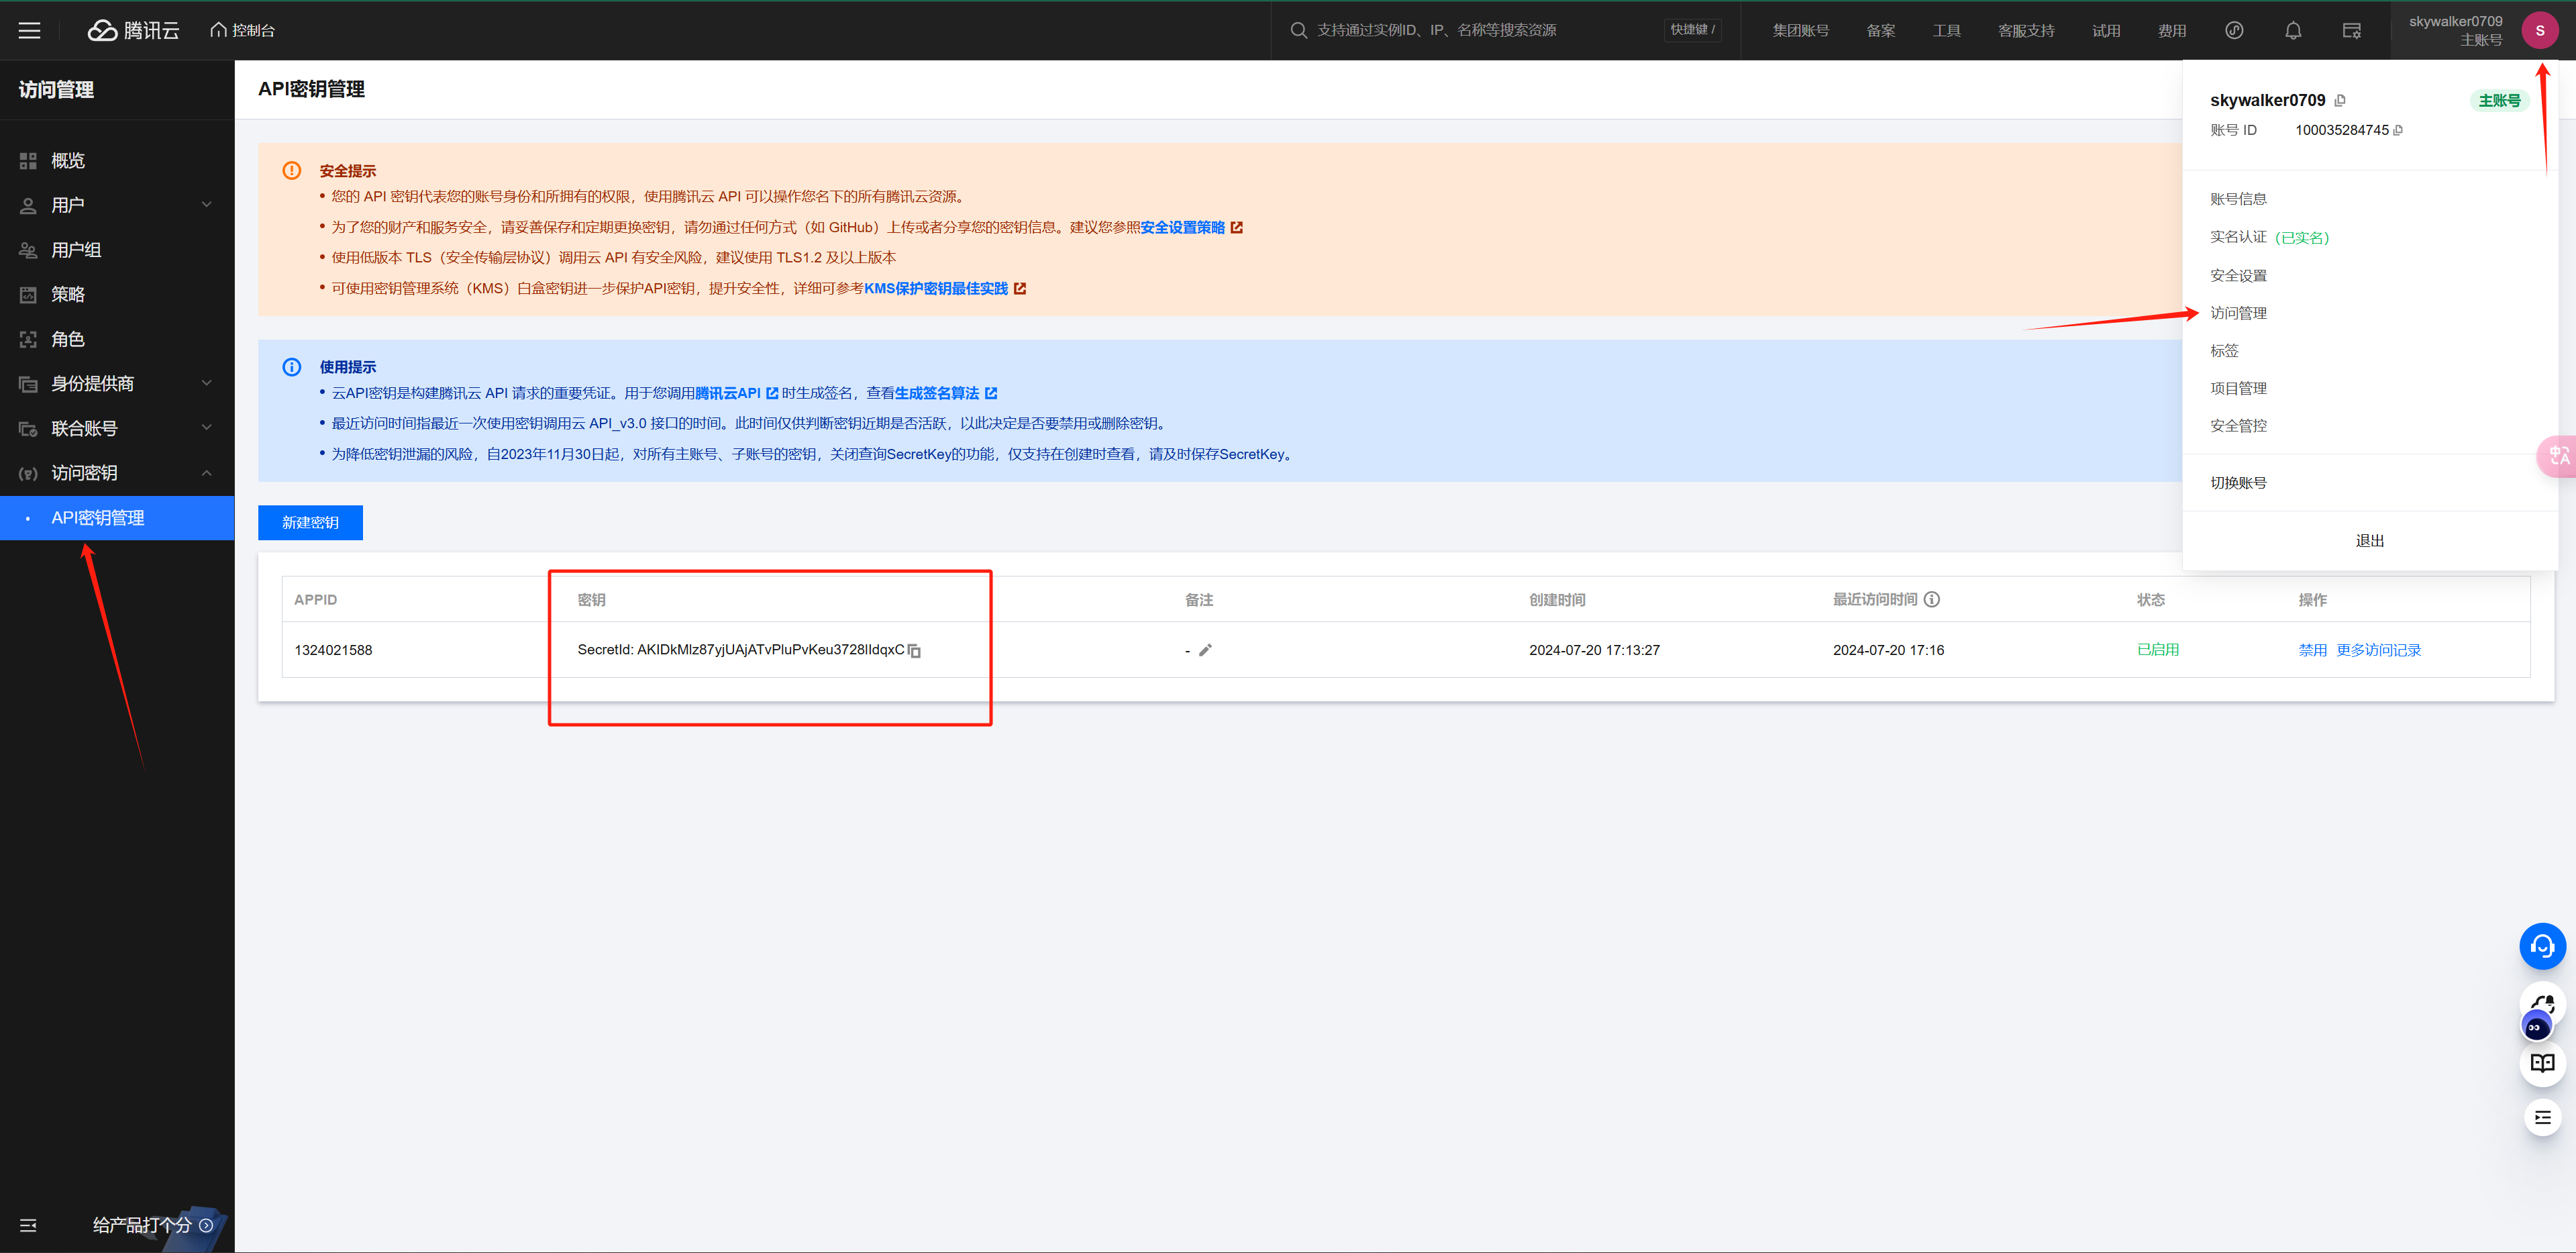 腾讯云
控制台
支持通过实例ID、IP、名称等搜索资源
快捷键 /
集团账号
备案
工具
客服支持
试用
费用
skywalker0709
主账号
S
访问管理
概览
用户
用户组
策略
角色
身份提供商
联合账号
访问密钥
API密钥管理
给产品打个分
API密钥管理
安全提示
• 您的 API 密钥代表您的账号身份和所拥有的权限，使用腾讯云 API 可以操作您名下的所有腾讯云资源。
• 为了您的财产和服务安全，请妥善保存和定期更换密钥，请勿通过任何方式（如 GitHub）上传或者分享您的密钥信息。建议您参照安全设置策略
• 使用低版本 TLS（安全传输层协议）调用云 API 有安全风险，建议使用 TLS1.2 及以上版本
• 可使用密钥管理系统（KMS）白盒密钥进一步保护API密钥，提升安全性，详细可参考KMS保护密钥最佳实践
使用提示
• 云API密钥是构建腾讯云 API 请求的重要凭证。用于您调用腾讯云API 时生成签名，查看生成签名算法
• 最近访问时间指最近一次使用密钥调用云 API_v3.0 接口的时间。此时间仅供判断密钥近期是否活跃，以此决定是否要禁用或删除密钥。
• 为降低密钥泄漏的风险，自2023年11月30日起，对所有主账号、子账号的密钥，关闭查询SecretKey的功能，仅支持在创建时查看，请及时保存SecretKey。
新建密钥
APPID 密钥 备注 创建时间 最近访问时间 状态 操作
1324021588 SecretId: AKIDkMlz87yjUAjATvPluPvKeu3728lIdqxC - 2024-07-20 17:13:27 2024-07-20 17:16 已启用 禁用 更多访问记录
skywalker0709
主账号
账号 ID 100035284745
账号信息
实名认证 (已实名)
安全设置
访问管理
标签
项目管理
安全管控
切换账号
退出